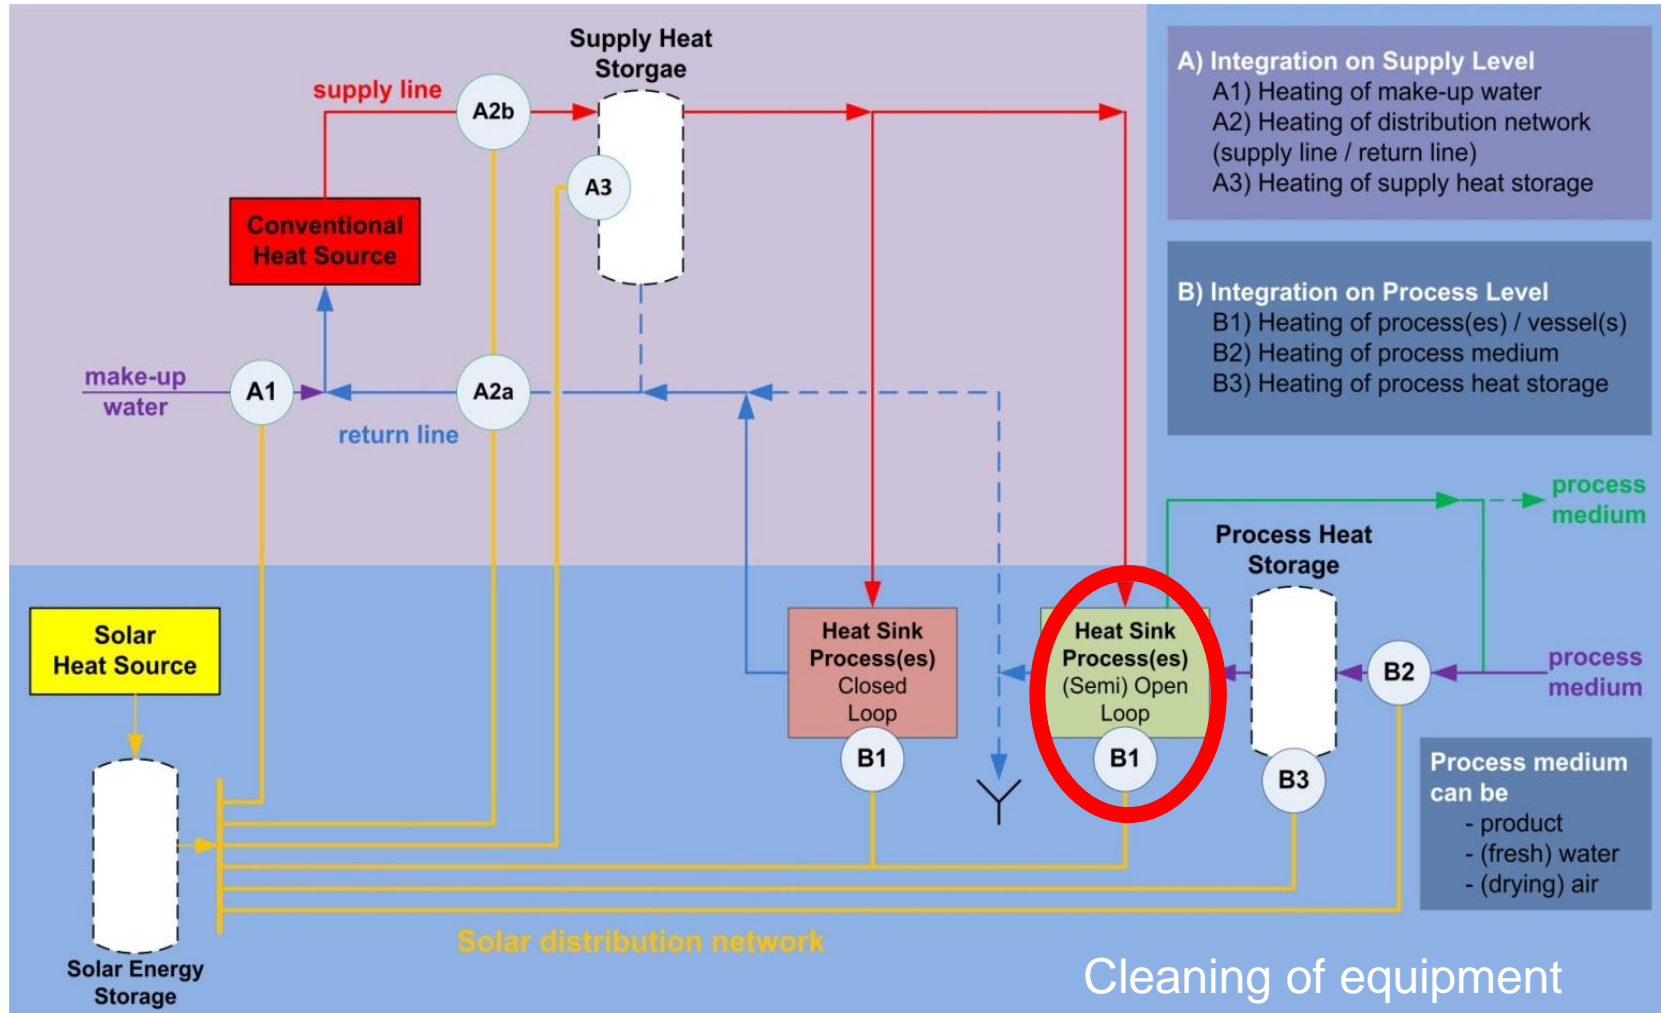 Supply Heat
Storgae
supply line
A2b
A3
Conventional
Heat Source
make-up
water
A1
A2a
return line
A) Integration on Supply Level
A1) Heating of make-up water
A2) Heating of distribution network
(supply line / return line)
A3) Heating of supply heat storage
B) Integration on Process Level
B1) Heating of process(es) / vessel(s)
B2) Heating of process medium
B3) Heating of process heat storage
process
medium
Process Heat
Storage
Solar
Heat Source
Heat Sink
Process(es)
Closed
Loop
B1
Heat Sink
Process(es)
(Semi) Open
Loop
B1
B3
B2
process
medium
Process medium
can be
- product
- (fresh) water
- (drying) air
Solar distribution network
Solar Energy
Storage
Cleaning of equipment